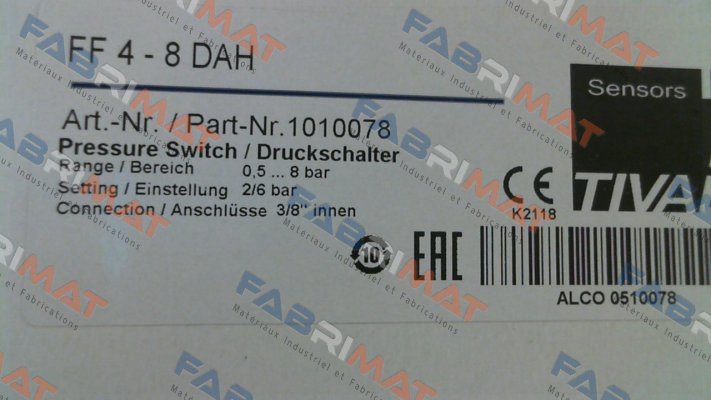 FF 4 - 8 DAH
Art.-Nr. / Part-Nr.1010078
Pressure Switch / Druckschalter
Range / Bereich 0,5 ... 8 bar
Setting / Einstellung 2/6 bar
Connection / Anschlüsse 3/8" innen
Sensors
CE
TIVA
K2118
10
EAC
ALCO 0510078
FABRIMAT
Materiaux Industriel et Fabrications